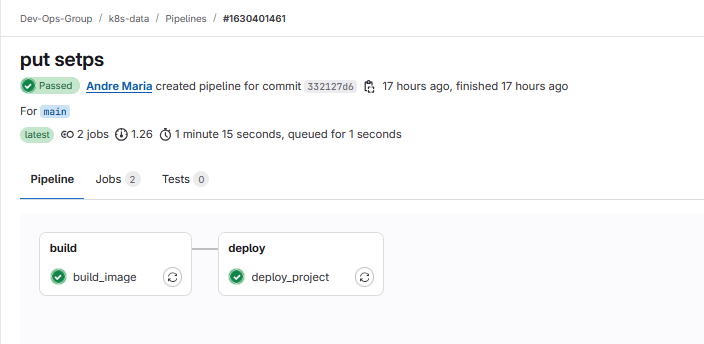 Dev-Ops-Group / k8s-data / Pipelines / #1630401461
put setps
Passed Andre Maria created pipeline for commit 332127d6 17 hours ago, finished 17 hours ago
For main
latest 2 jobs 1.26 1 minute 15 seconds, queued for 1 seconds
Pipeline Jobs 2 Tests 0
build deploy
build_image deploy_project